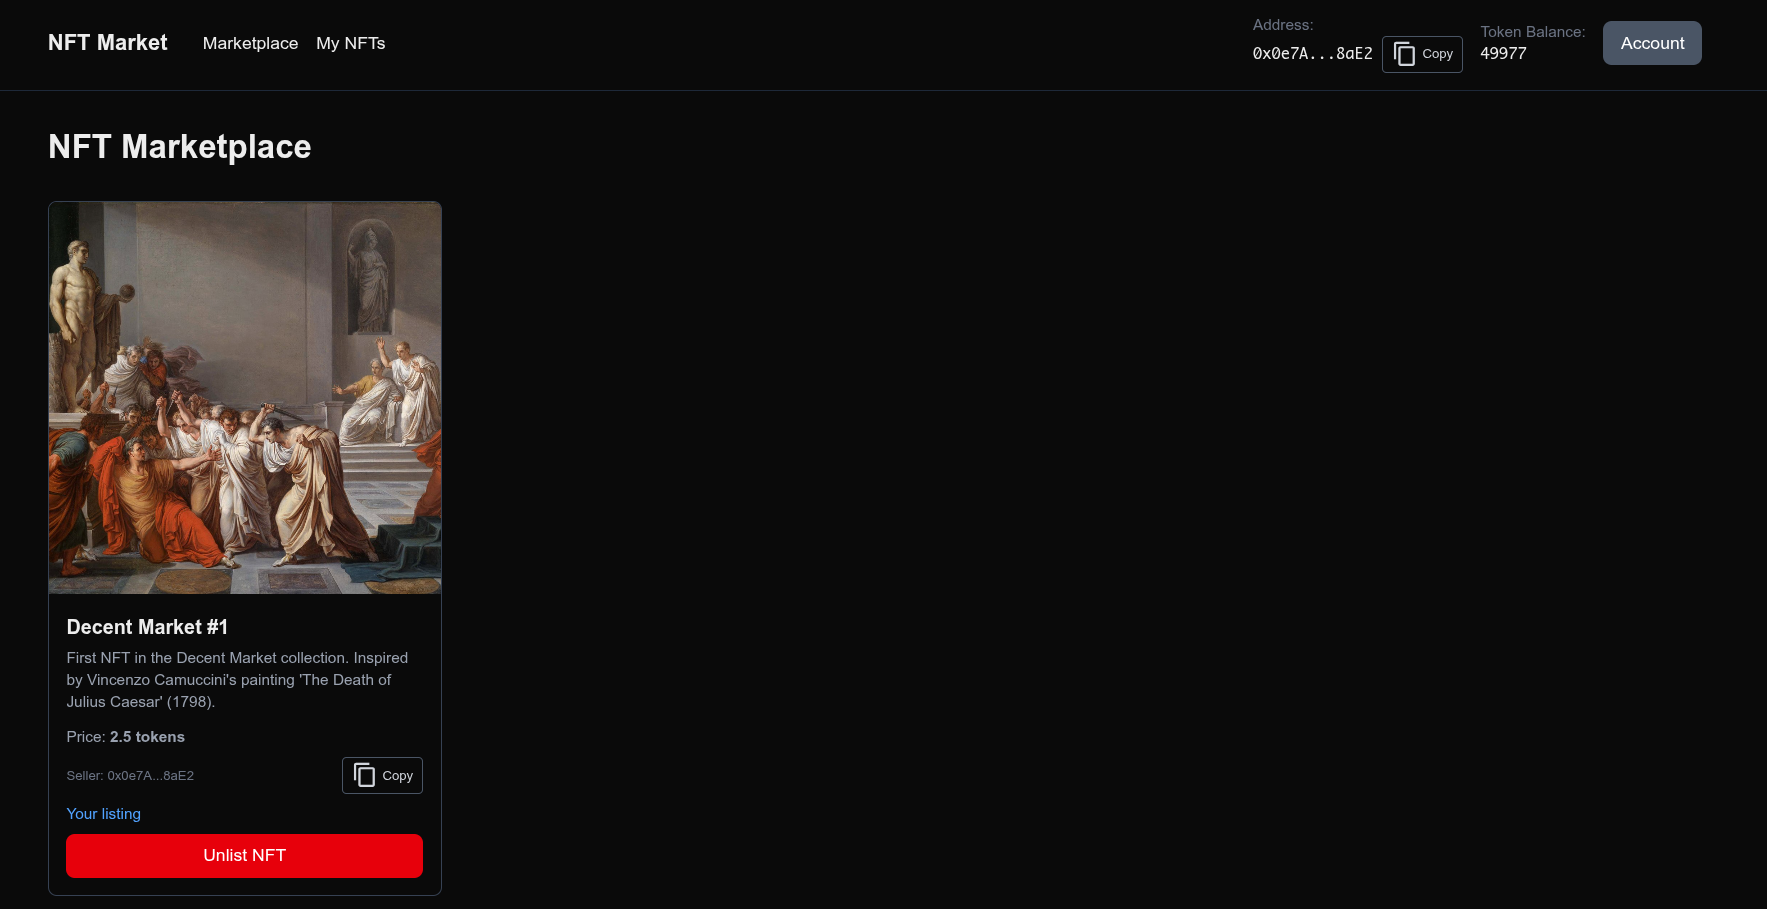 NFT Market
Marketplace
My NFTs
Address:
0x0e7A...8aE2
Copy
Token Balance:
49977
Account
NFT Marketplace
Decent Market #1
First NFT in the Decent Market collection. Inspired
by Vincenzo Camuccini's painting 'The Death of
Julius Caesar' (1798).
Price: 2.5 tokens
Seller: 0x0e7A...8aE2
Copy
Your listing
Unlist NFT